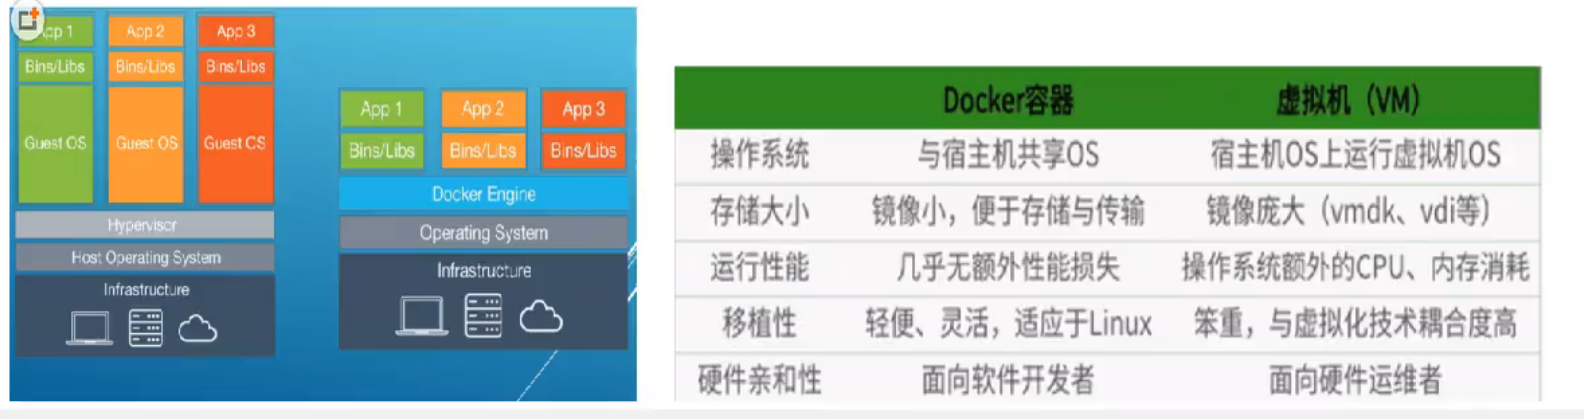 App 1 App 2 App 3
Bins/Libs Bins/Libs Bins/Libs
Guest OS Guest OS Guest CS
Hypervisor
Host Operating System
Infrastructure
App 1 App 2 App 3
Bins/Libs Bins/Libs Bins/Libs
Docker Engine
Operating System
Infrastructure
Docker容器 虚拟机（VM）
操作系统 与宿主机共享OS 宿主机OS上运行虚拟机OS
存储大小 镜像小，便于存储与传输 镜像庞大（vmdk、vdi等）
运行性能 几乎无额外性能损失 操作系统额外的CPU、内存消耗
移植性 轻便、灵活，适应于Linux 笨重，与虚拟化技术耦合度高
硬件亲和性 面向软件开发者 面向硬件运维者